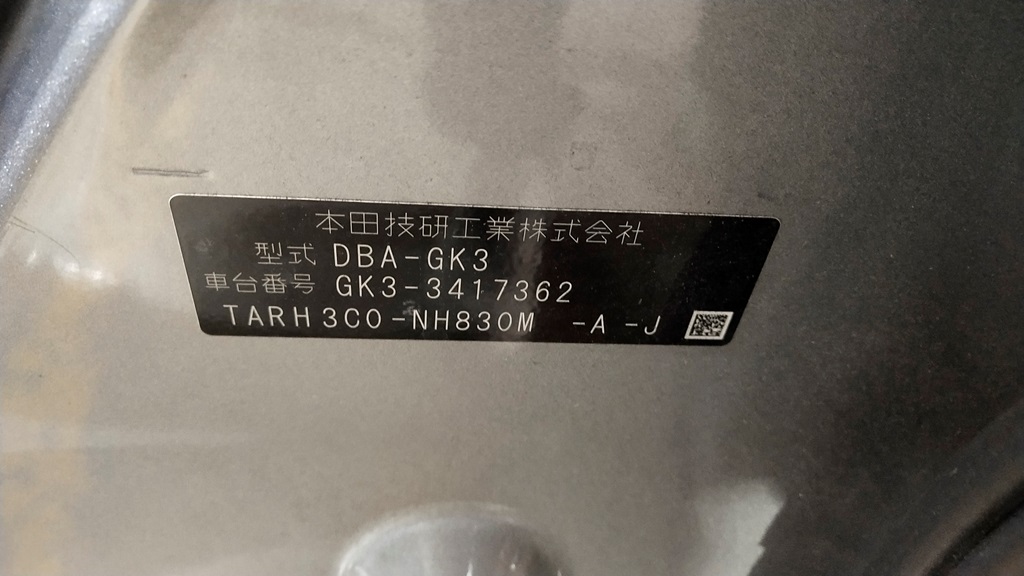 本田技研工業株式会社
型式 DBA-GK3
車台番号 GK3-3417362
TARH3C0-NH830M -A -J